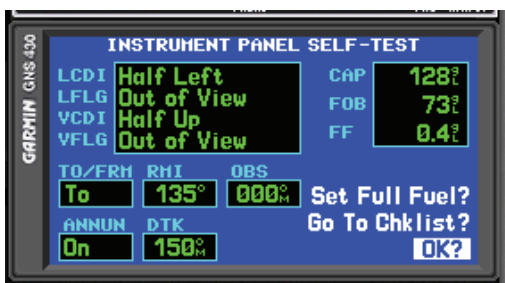 GARMIN GNS 430
INSTRUMENT PANEL SELF-TEST
LCDI Half Left
LFLG Out of View
VCDI Half Up
VFLG Out of View
CAP 128
FOB 73
FF 0.4
TO/FRM RMI OBS
To 135° 000°M
ANNUN DTK
On 150°M
Set Full Fuel?
Go To Chklist?
OK?